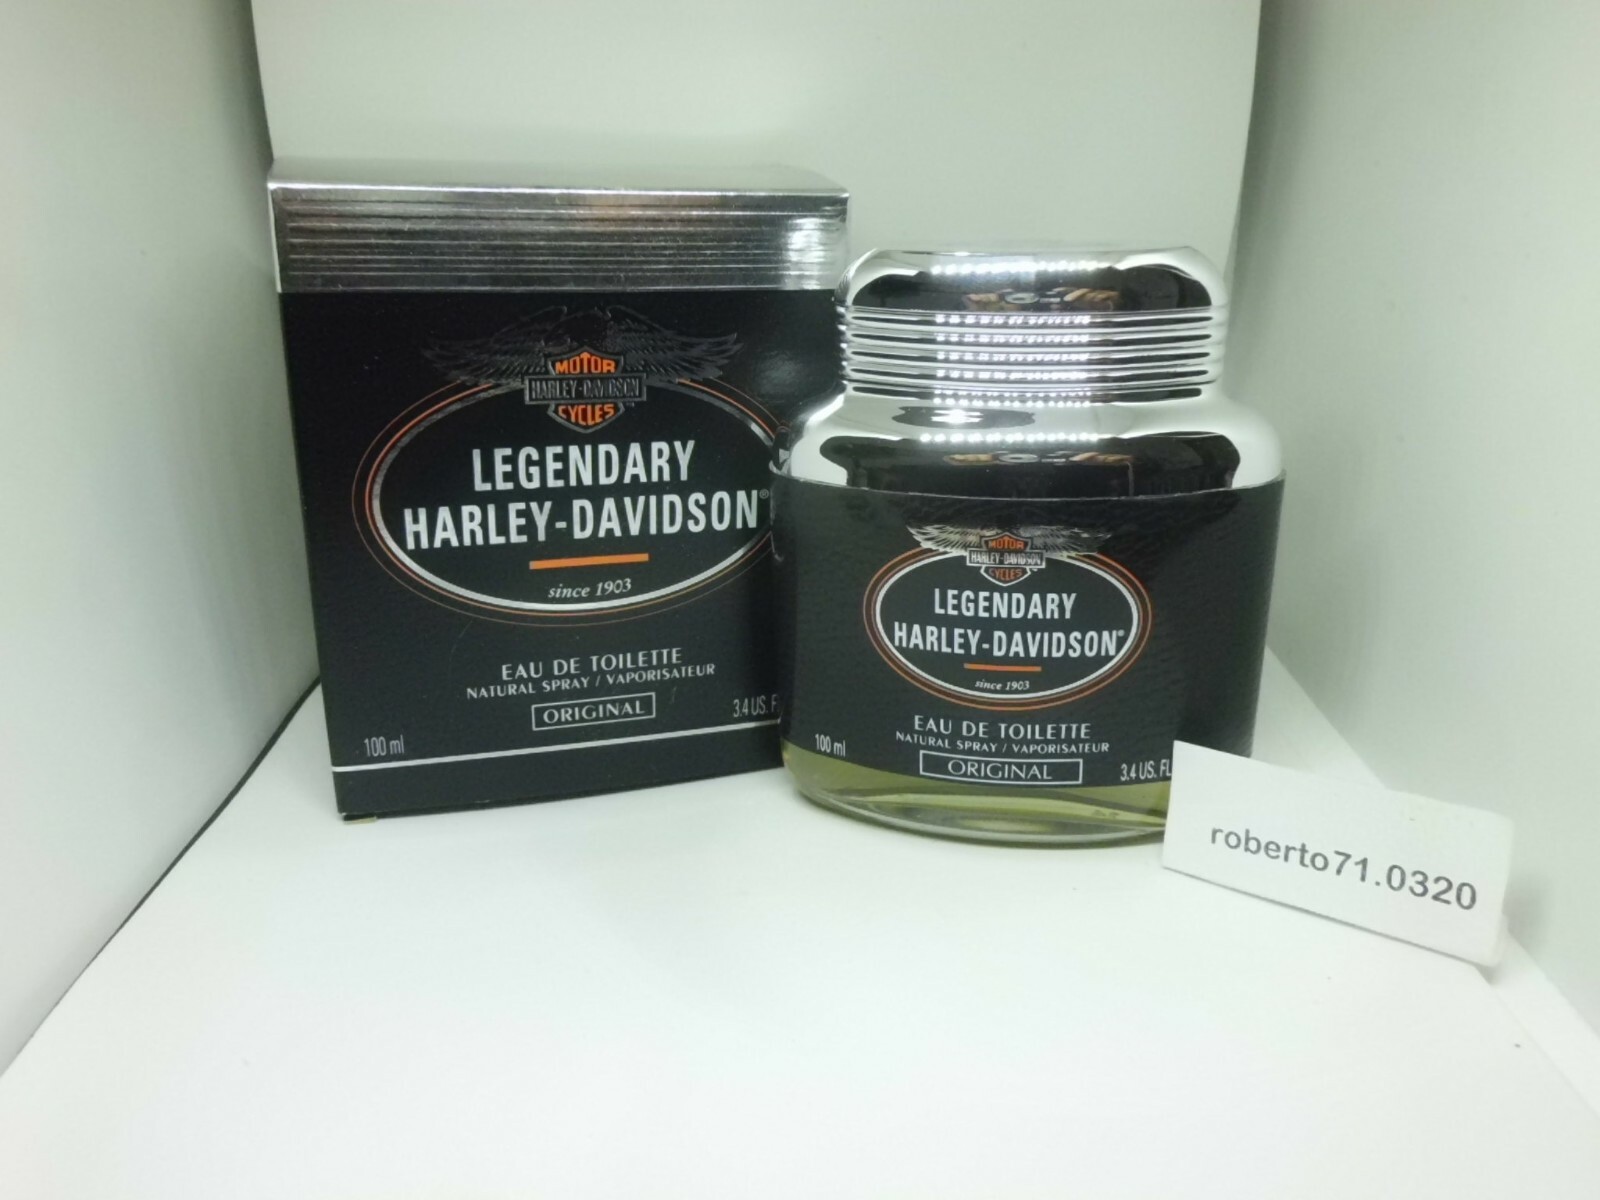 MOTOR
HARLEY-DAVIDSON
CYCLES
LEGENDARY
HARLEY-DAVIDSON®
since 1903
EAU DE TOILETTE
NATURAL SPRAY / VAPORISATEUR
ORIGINAL
100 ml
3.4 US. F
MOTOR
HARLEY-DAVIDSON
CYCLES
LEGENDARY
HARLEY-DAVIDSON®
since 1903
EAU DE TOILETTE
NATURAL SPRAY / VAPORISATEUR
ORIGINAL
100 ml
3.4 US. FL
roberto71.0320